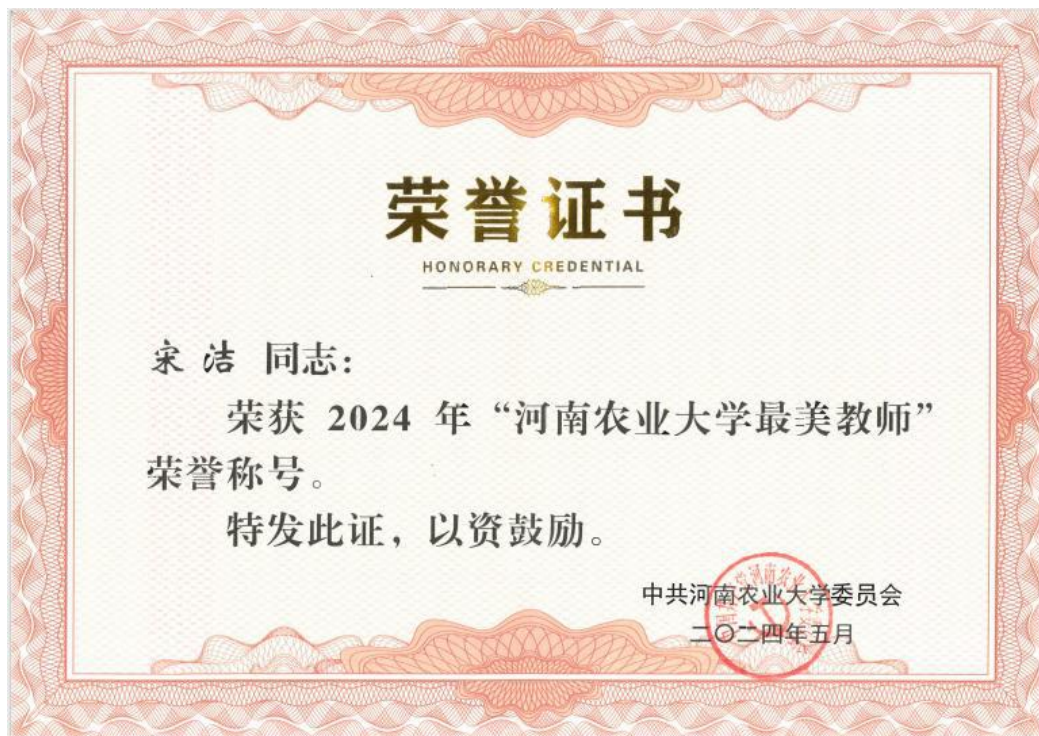 荣誉证书
HONORARY CREDENTIAL
宋洁 同志：
荣获 2024 年“河南农业大学最美教师”
荣誉称号。
特发此证，以资鼓励。
中共河南农业大学委员会
二〇二四年五月